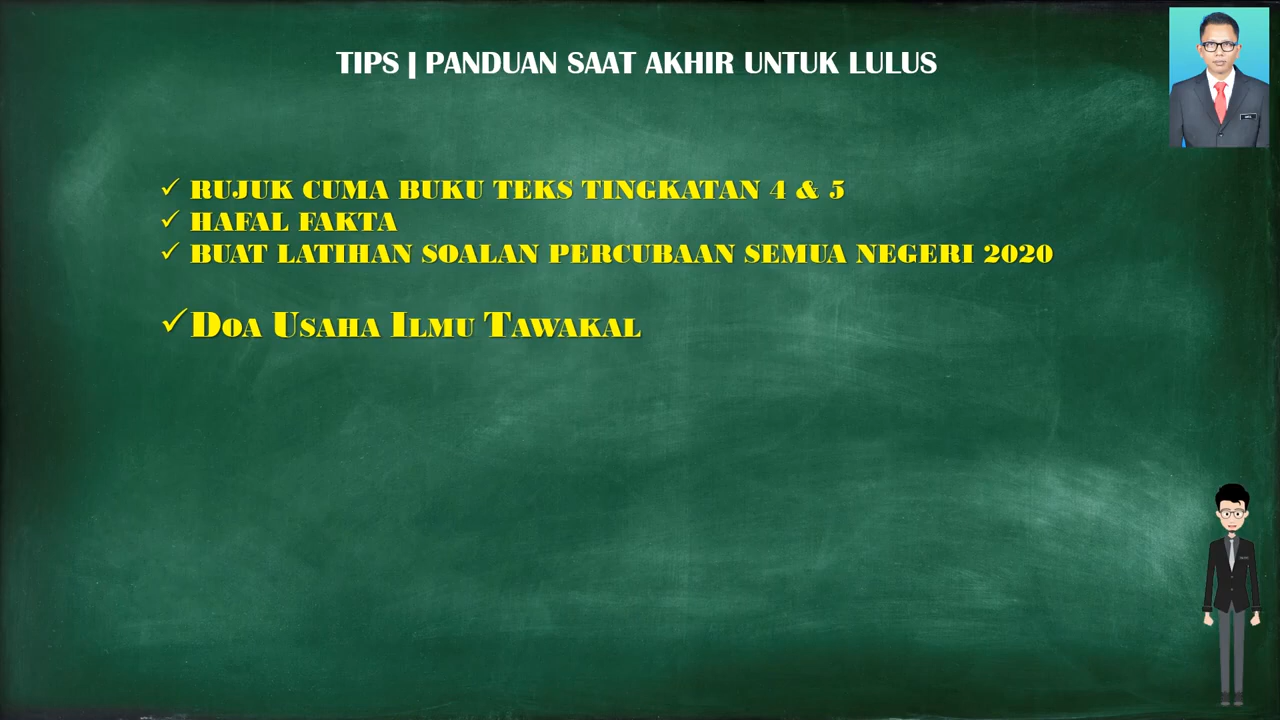 TIPS | PANDUAN SAAT AKHIR UNTUK LULUS
✓ RUJUK CUMA BUKU TEKS TINGKATAN 4 & 5
✓ HAFAL FAKTA
✓ BUAT LATIHAN SOALAN PERCUBAAN SEMUA NEGERI 2020
✓ DOA USAHA ILMU TAWAKAL